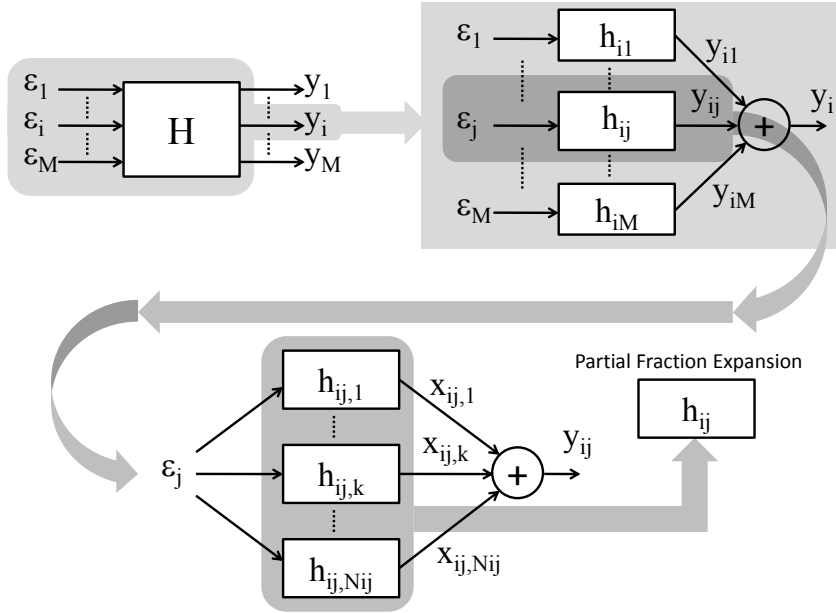 ε1 y1
εi H yi
εM yM
ε1 hi1 yi1
εj hij yij + yi
εM hiM yiM
Partial Fraction Expansion
hij
hij,1 xij,1
εj hij,k xij,k + yij
hij,Nij xij,Nij